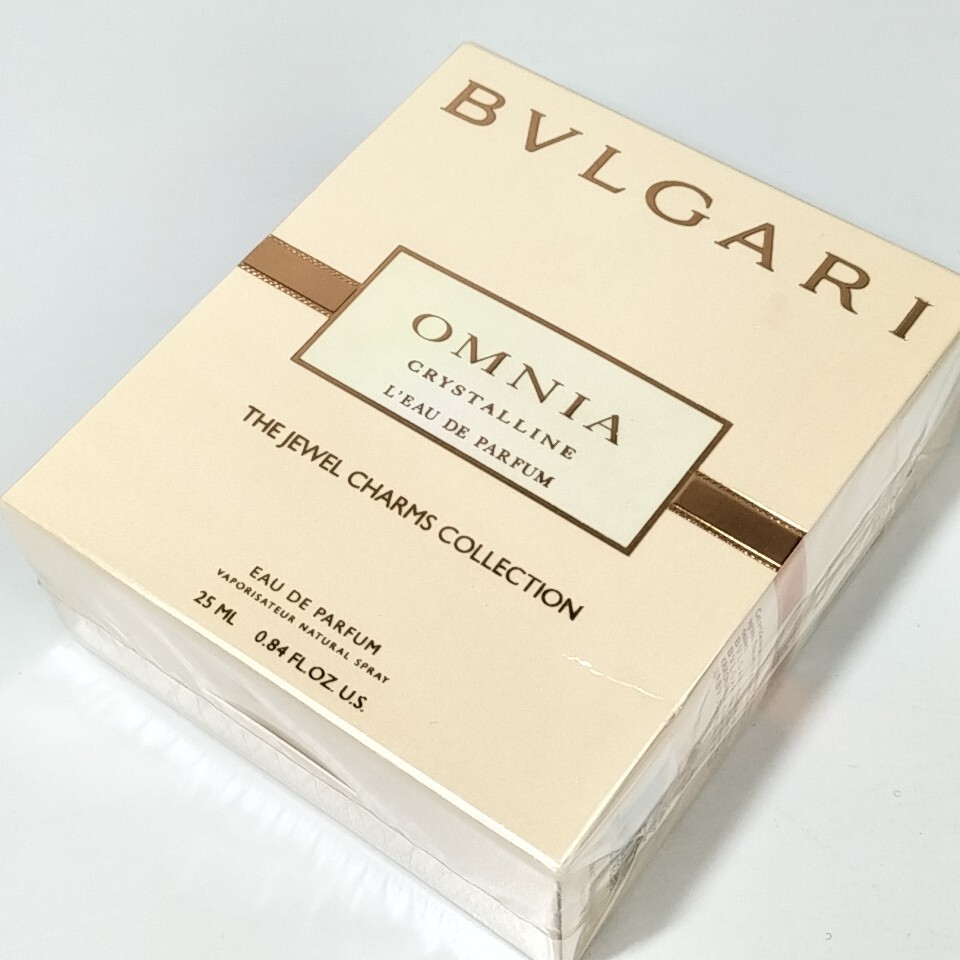 BVLGARI
OMNIA
CRYSTALLINE
L'EAU DE PARFUM
THE JEWEL CHARMS COLLECTION
EAU DE PARFUM
VAPORISATEUR NATURAL SPRAY
25 ML 0.84 FL.OZ. U.S.